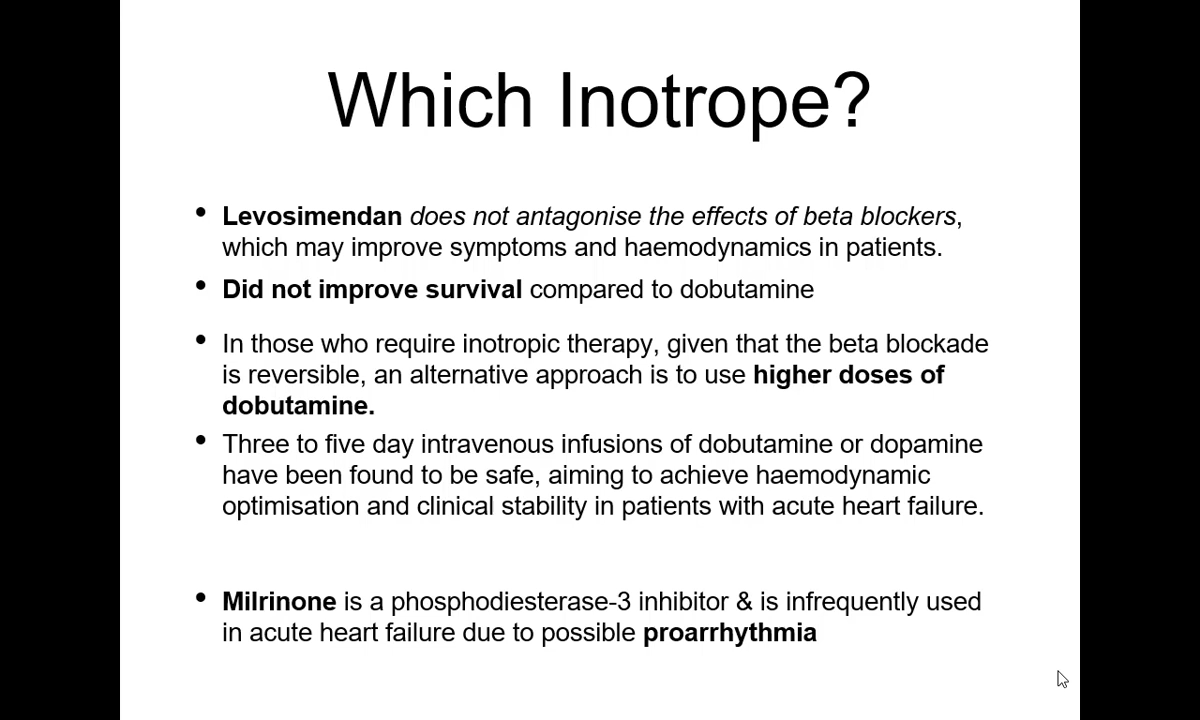 Which Inotrope?
• Levosimendan does not antagonise the effects of beta blockers,
which may improve symptoms and haemodynamics in patients.
• Did not improve survival compared to dobutamine
• In those who require inotropic therapy, given that the beta blockade
is reversible, an alternative approach is to use higher doses of
dobutamine.
• Three to five day intravenous infusions of dobutamine or dopamine
have been found to be safe, aiming to achieve haemodynamic
optimisation and clinical stability in patients with acute heart failure.
• Milrinone is a phosphodiesterase-3 inhibitor & is infrequently used
in acute heart failure due to possible proarrhythmia